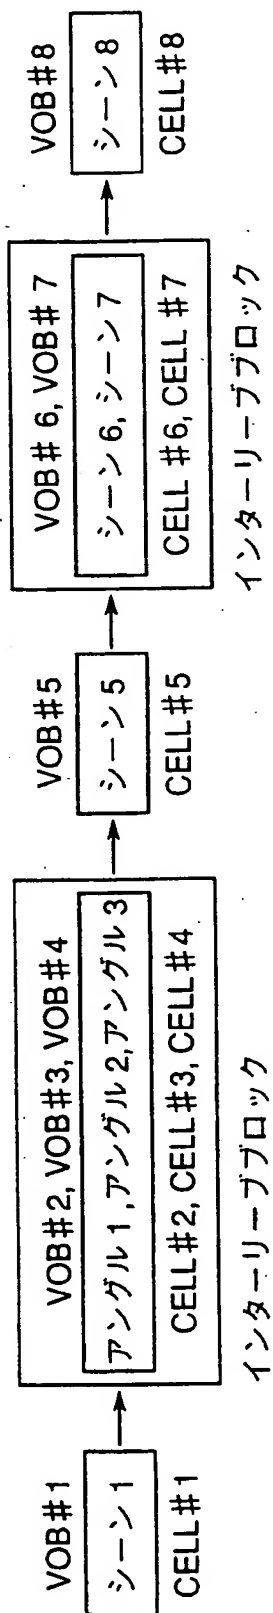 VOB#1
シーン1
CELL#1
VOB#2, VOB#3, VOB#4
アングル1,アングル2,アングル3
CELL#2, CELL#3, CELL#4
インターリーブブロック
VOB#5
シーン5
CELL#5
VOB# 6, VOB# 7
シーン6,シーン7
CELL #6, CELL #7
インターリーブブロック
VOB#8
シーン8
CELL#8